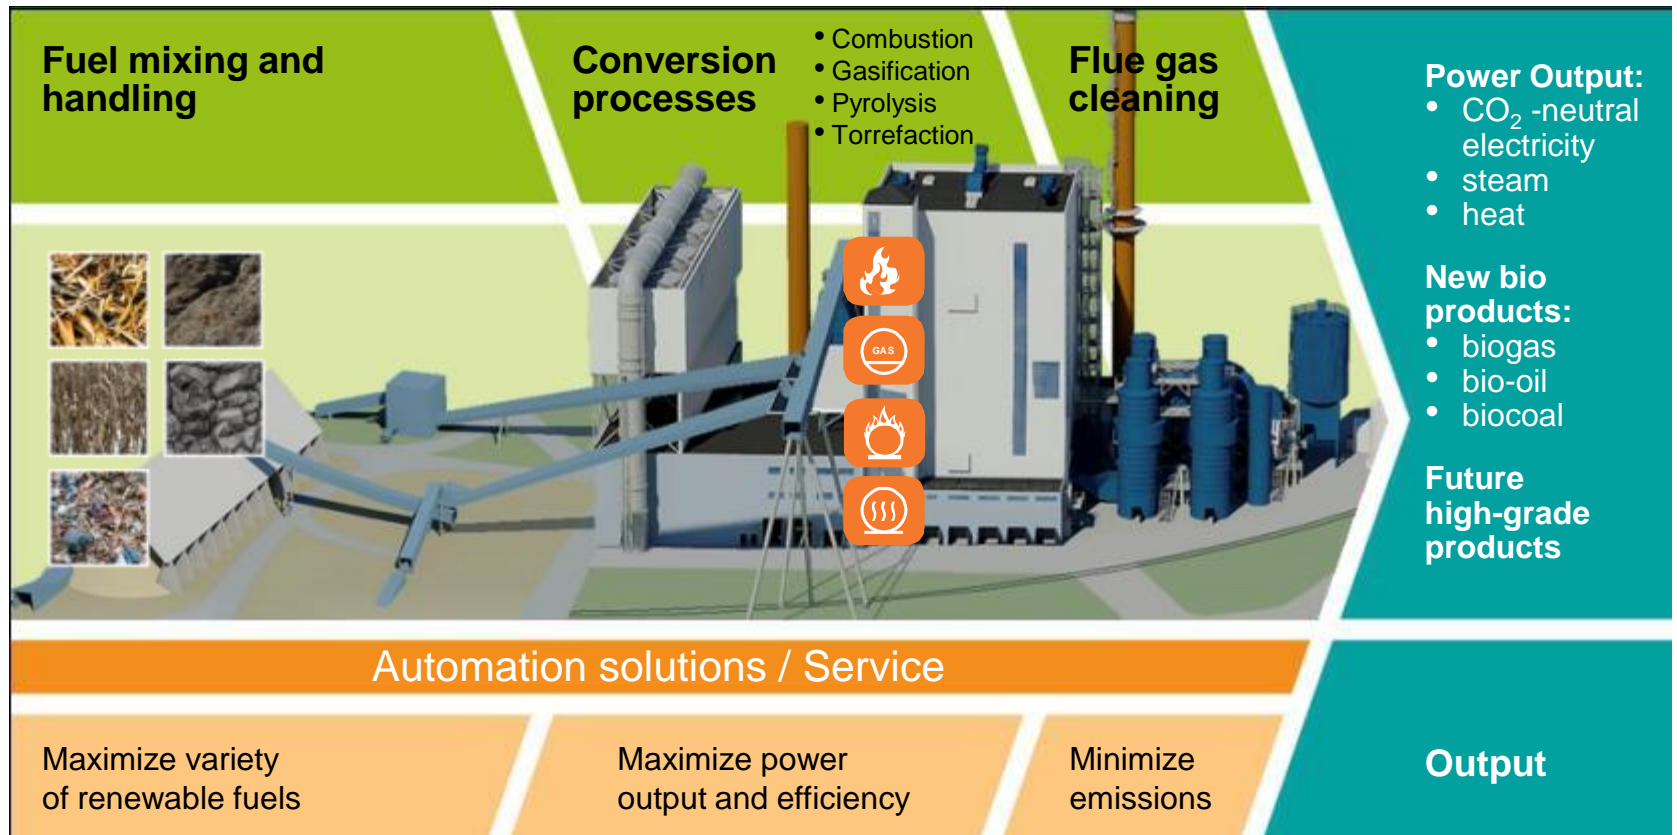 Fuel mixing and
handling
Conversion
processes
• Combustion
• Gasification
• Pyrolysis
• Torrefaction
Flue gas
cleaning
Power Output:
• CO₂ -neutral
electricity
• steam
• heat
New bio
products:
• biogas
• bio-oil
• biocoal
Future
high-grade
products
GAS
Automation solutions / Service
Maximize variety
of renewable fuels
Maximize power
output and efficiency
Minimize
emissions
Output